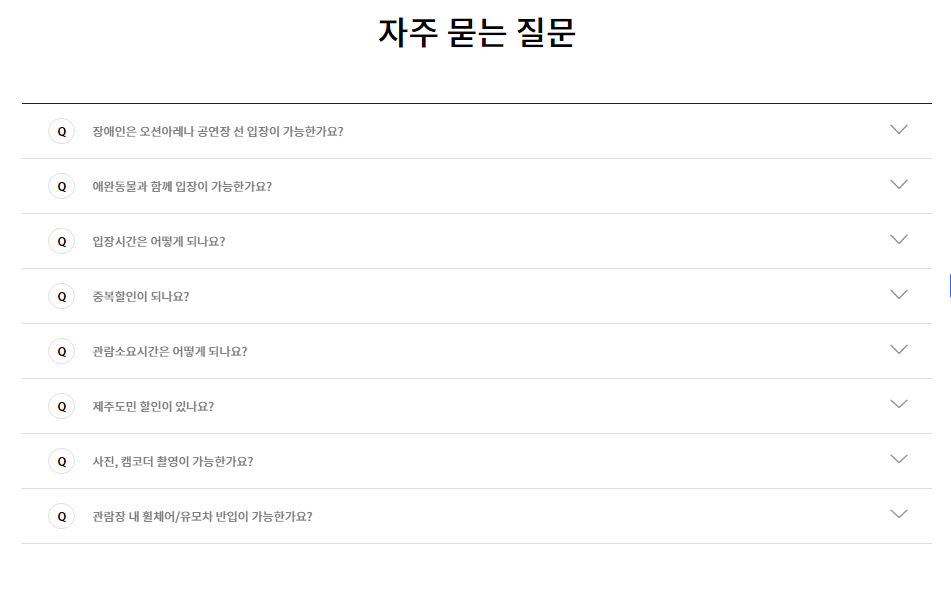 자주 묻는 질문
Q 장애인은 오션아레나 공연장 선 입장이 가능한가요?
Q 애완동물과 함께 입장이 가능한가요?
Q 입장시간은 어떻게 되나요?
Q 중복할인이 되나요?
Q 관람소요시간은 어떻게 되나요?
Q 제주도민 할인이 있나요?
Q 사진, 캠코더 촬영이 가능한가요?
Q 관람장 내 휠체어/유모차 반입이 가능한가요?